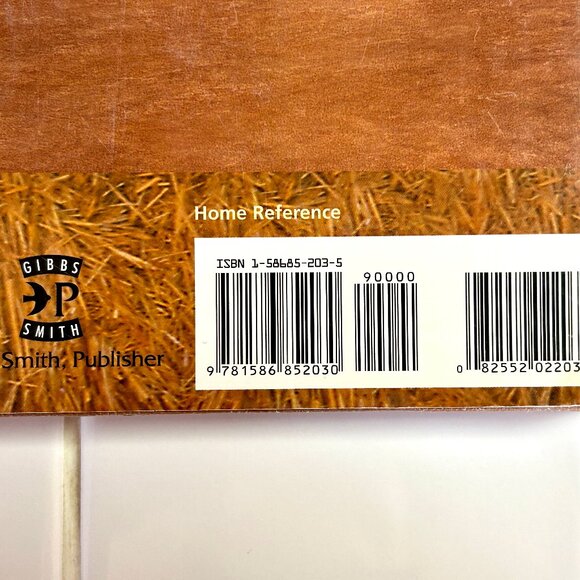 Home Reference
ISBN 1-58685-203-5
90000
9 781586 852030
0 82552 02203
GIBBS
P
SMITH
Smith, Publisher